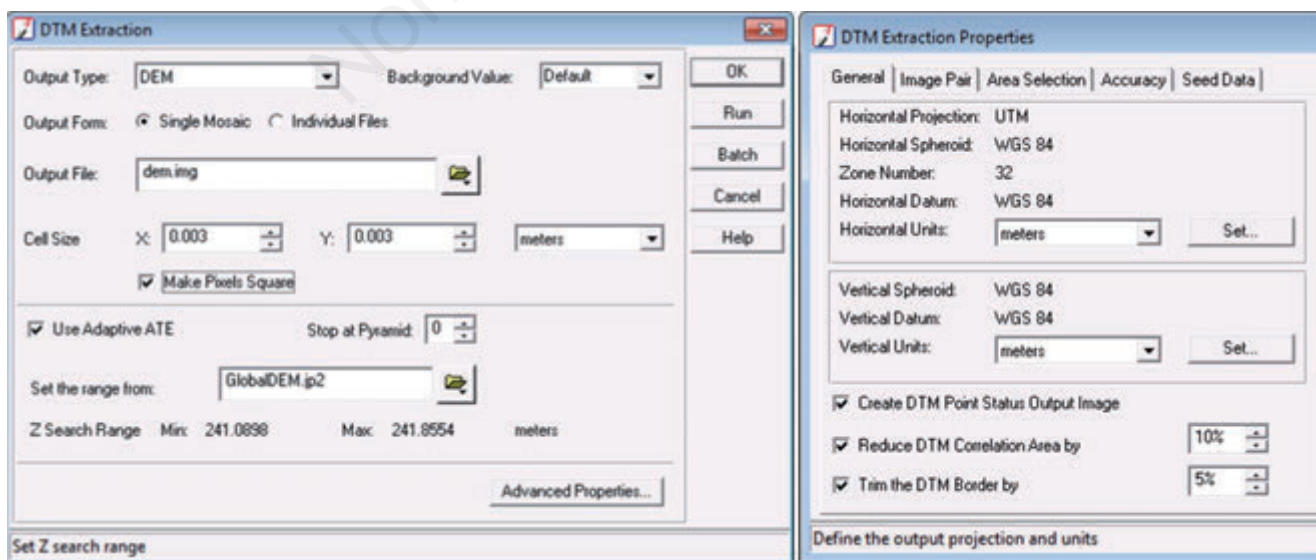 DTM Extraction
Output Type: DEM Background Value: Default
Output Form: Single Mosaic Individual Files
Output File: dem.img
Cell Size X: 0.003 Y: 0.003 meters
Make Pixels Square
Use Adaptive ATE Stop at Pyramid: 0
Set the range from: GlobalDEM.jp2
Z Search Range Min: 241.0898 Max: 241.8554 meters
Advanced Properties...
Set Z search range
OK
Run
Batch
Cancel
Help
DTM Extraction Properties
General Image Pair Area Selection Accuracy Seed Data
Horizontal Projection: UTM
Horizontal Spheroid: WGS 84
Zone Number: 32
Horizontal Datum: WGS 84
Horizontal Units: meters Set...
Vertical Spheroid: WGS 84
Vertical Datum: WGS 84
Vertical Units: meters Set...
Create DTM Point Status Output Image
Reduce DTM Correlation Area by 10%
Trim the DTM Border by 5%
Define the output projection and units